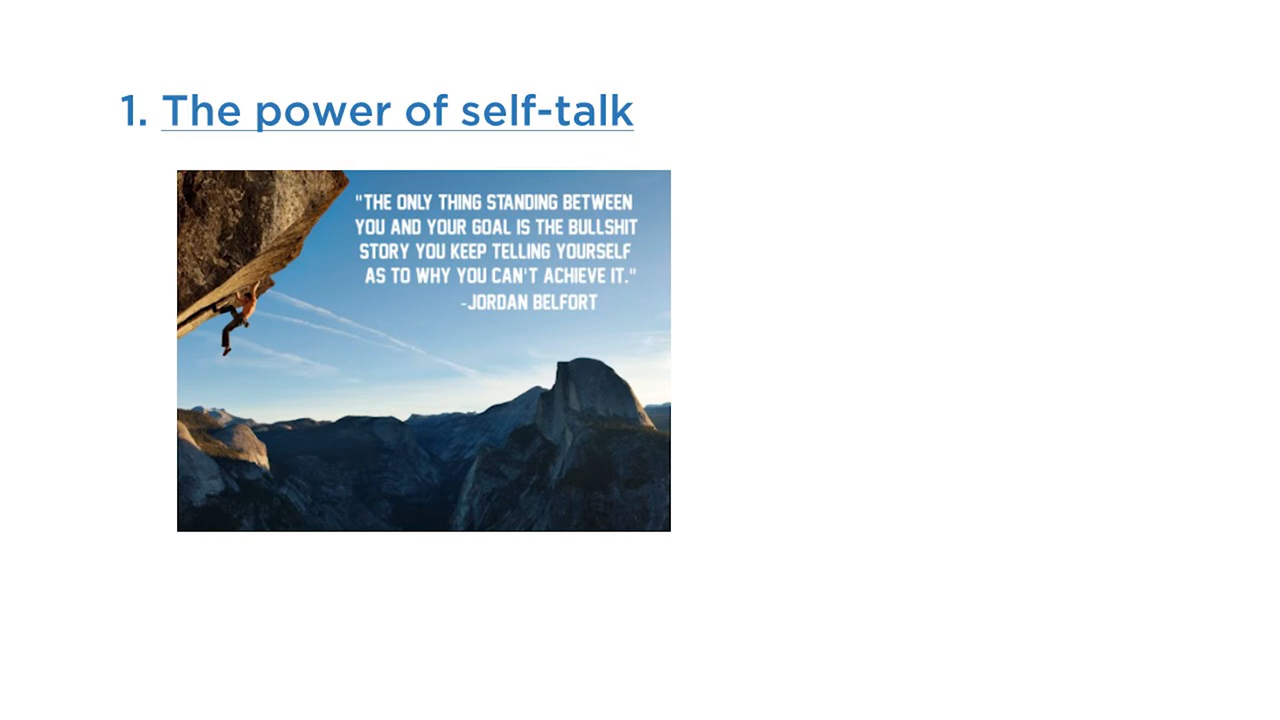 1. The power of self-talk
"THE ONLY THING STANDING BETWEEN
YOU AND YOUR GOAL IS THE BULLSHIT
STORY YOU KEEP TELLING YOURSELF
AS TO WHY YOU CAN'T ACHIEVE IT."
-JORDAN BELFORT